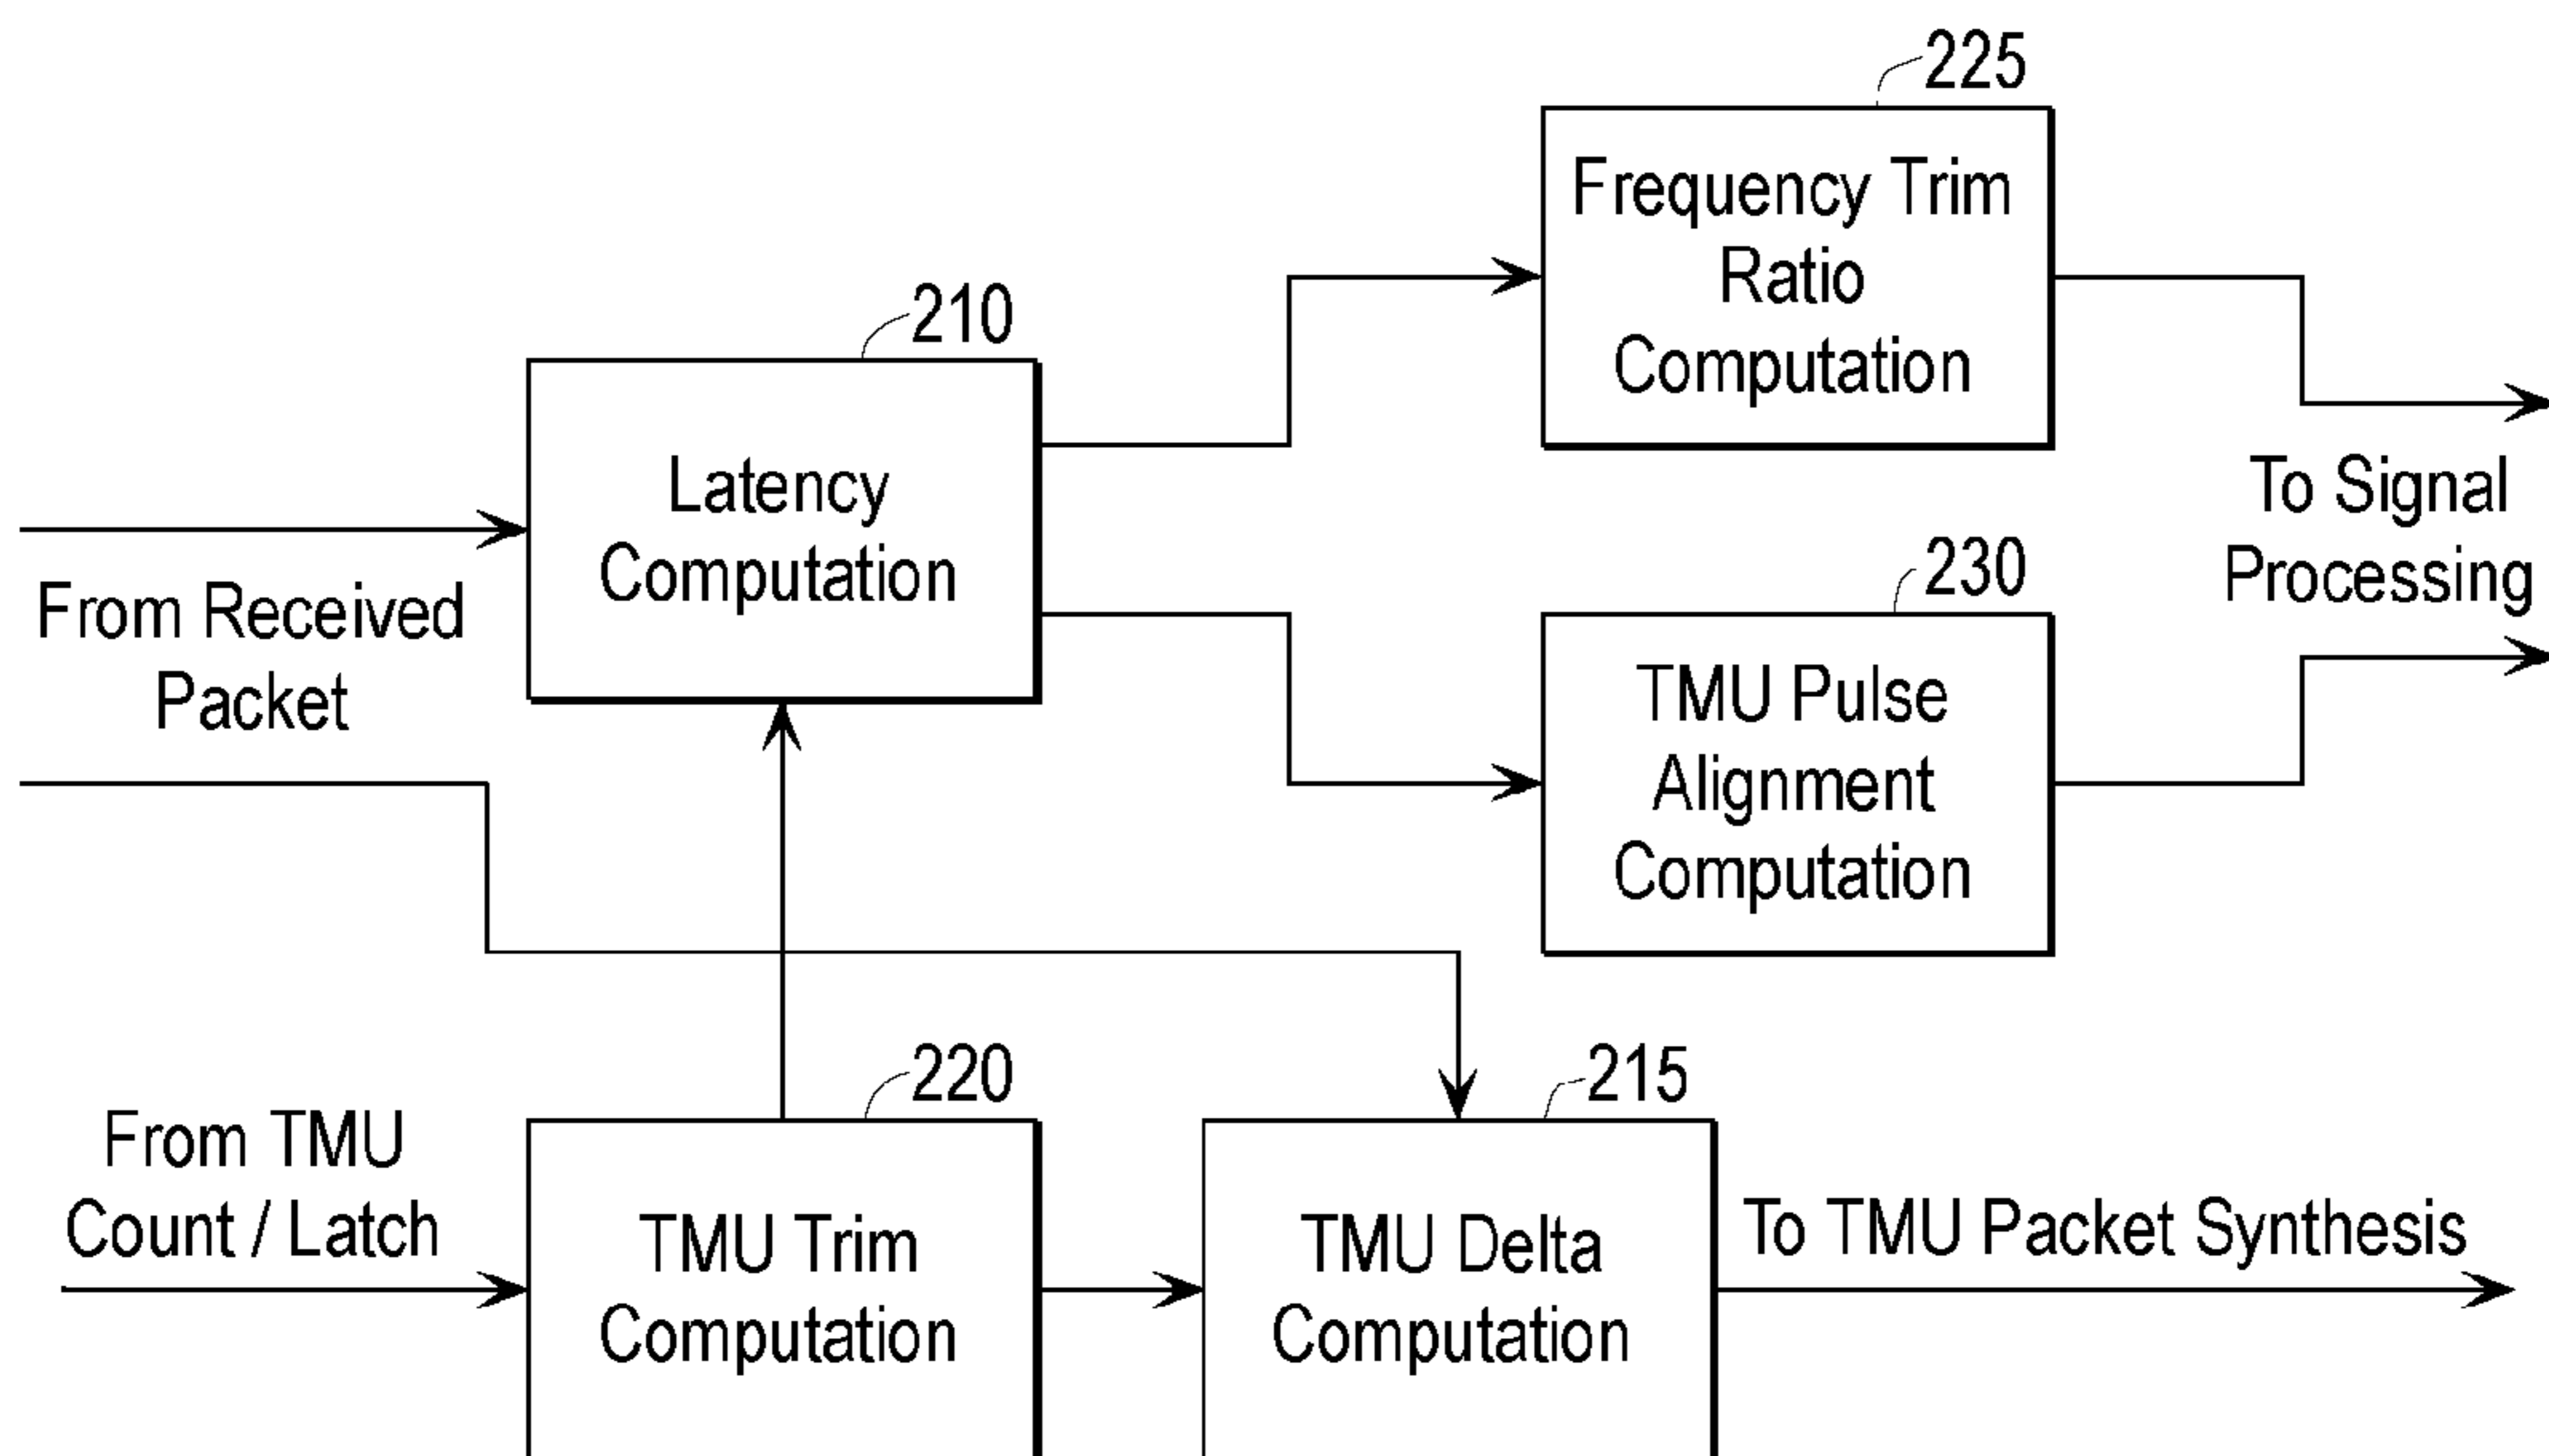 225
Frequency Trim
Ratio
Computation
210
Latency
Computation
From Received
Packet
To Signal
Processing
230
TMU Pulse
Alignment
Computation
220
215
From TMU
Count / Latch
TMU Trim
Computation
TMU Delta
Computation
To TMU Packet Synthesis